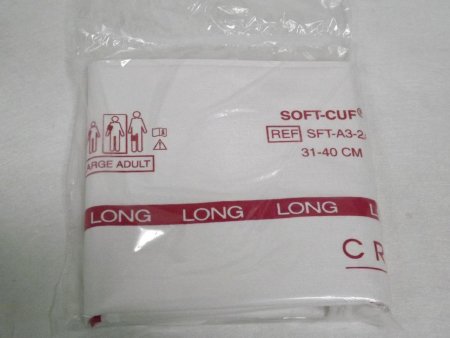 SOFT-CUF®
REF SFT-A3-2
31-40 CM
ARGE ADULT
LONG LONG LONG L
C R